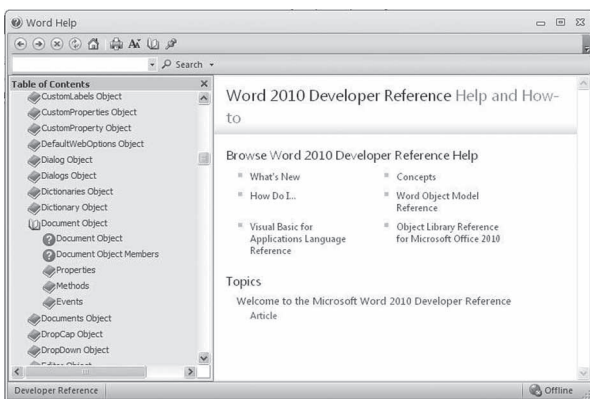 Word Help
Search
Table of Contents
CustomLabels Object
CustomProperties Object
CustomProperty Object
DefaultWebOptions Object
Dialog Object
Dialogs Object
Dictionaries Object
Dictionary Object
Document Object
Document Object
Document Object Members
Properties
Methods
Events
Documents Object
DropCap Object
DropDown Object
Word 2010 Developer Reference Help and How-
to
Browse Word 2010 Developer Reference Help
What's New
Concepts
How Do I...
Word Object Model
Reference
Visual Basic for
Applications Language
Reference
Object Library Reference
for Microsoft Office 2010
Topics
Welcome to the Microsoft Word 2010 Developer Reference
Article
Developer Reference
Offline